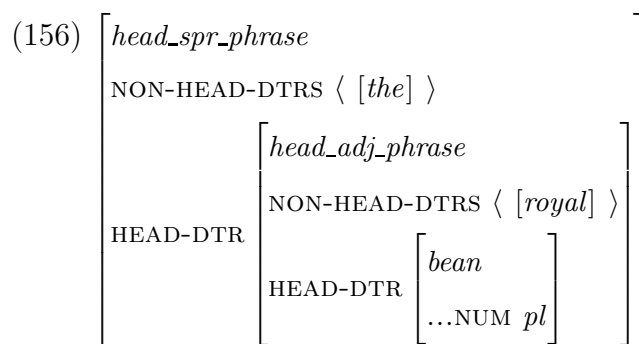 (156) head_spr_phrase
NON-HEAD-DTRS ⟨ [the] ⟩
head_adj_phrase
NON-HEAD-DTRS ⟨ [royal] ⟩
HEAD-DTR
bean
HEAD-DTR
...NUM pl